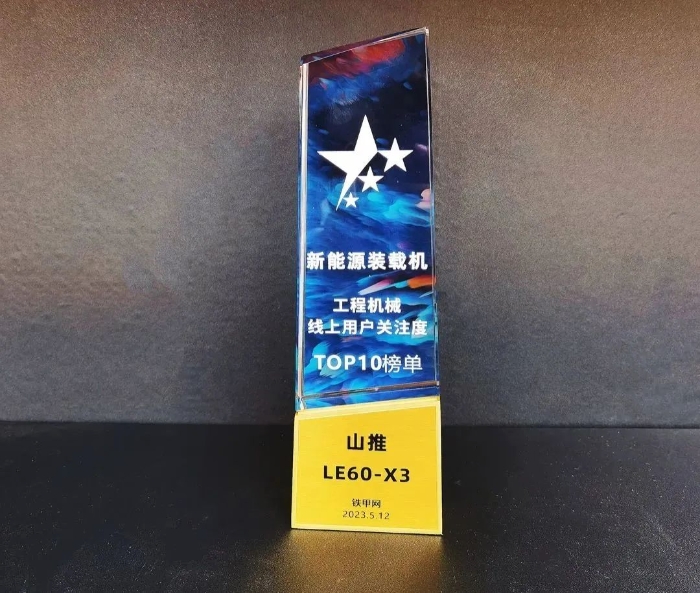 新能源装载机
工程机械
线上用户关注度
TOP10榜单
山推
LE60-X3
铁甲网
2023.5.12